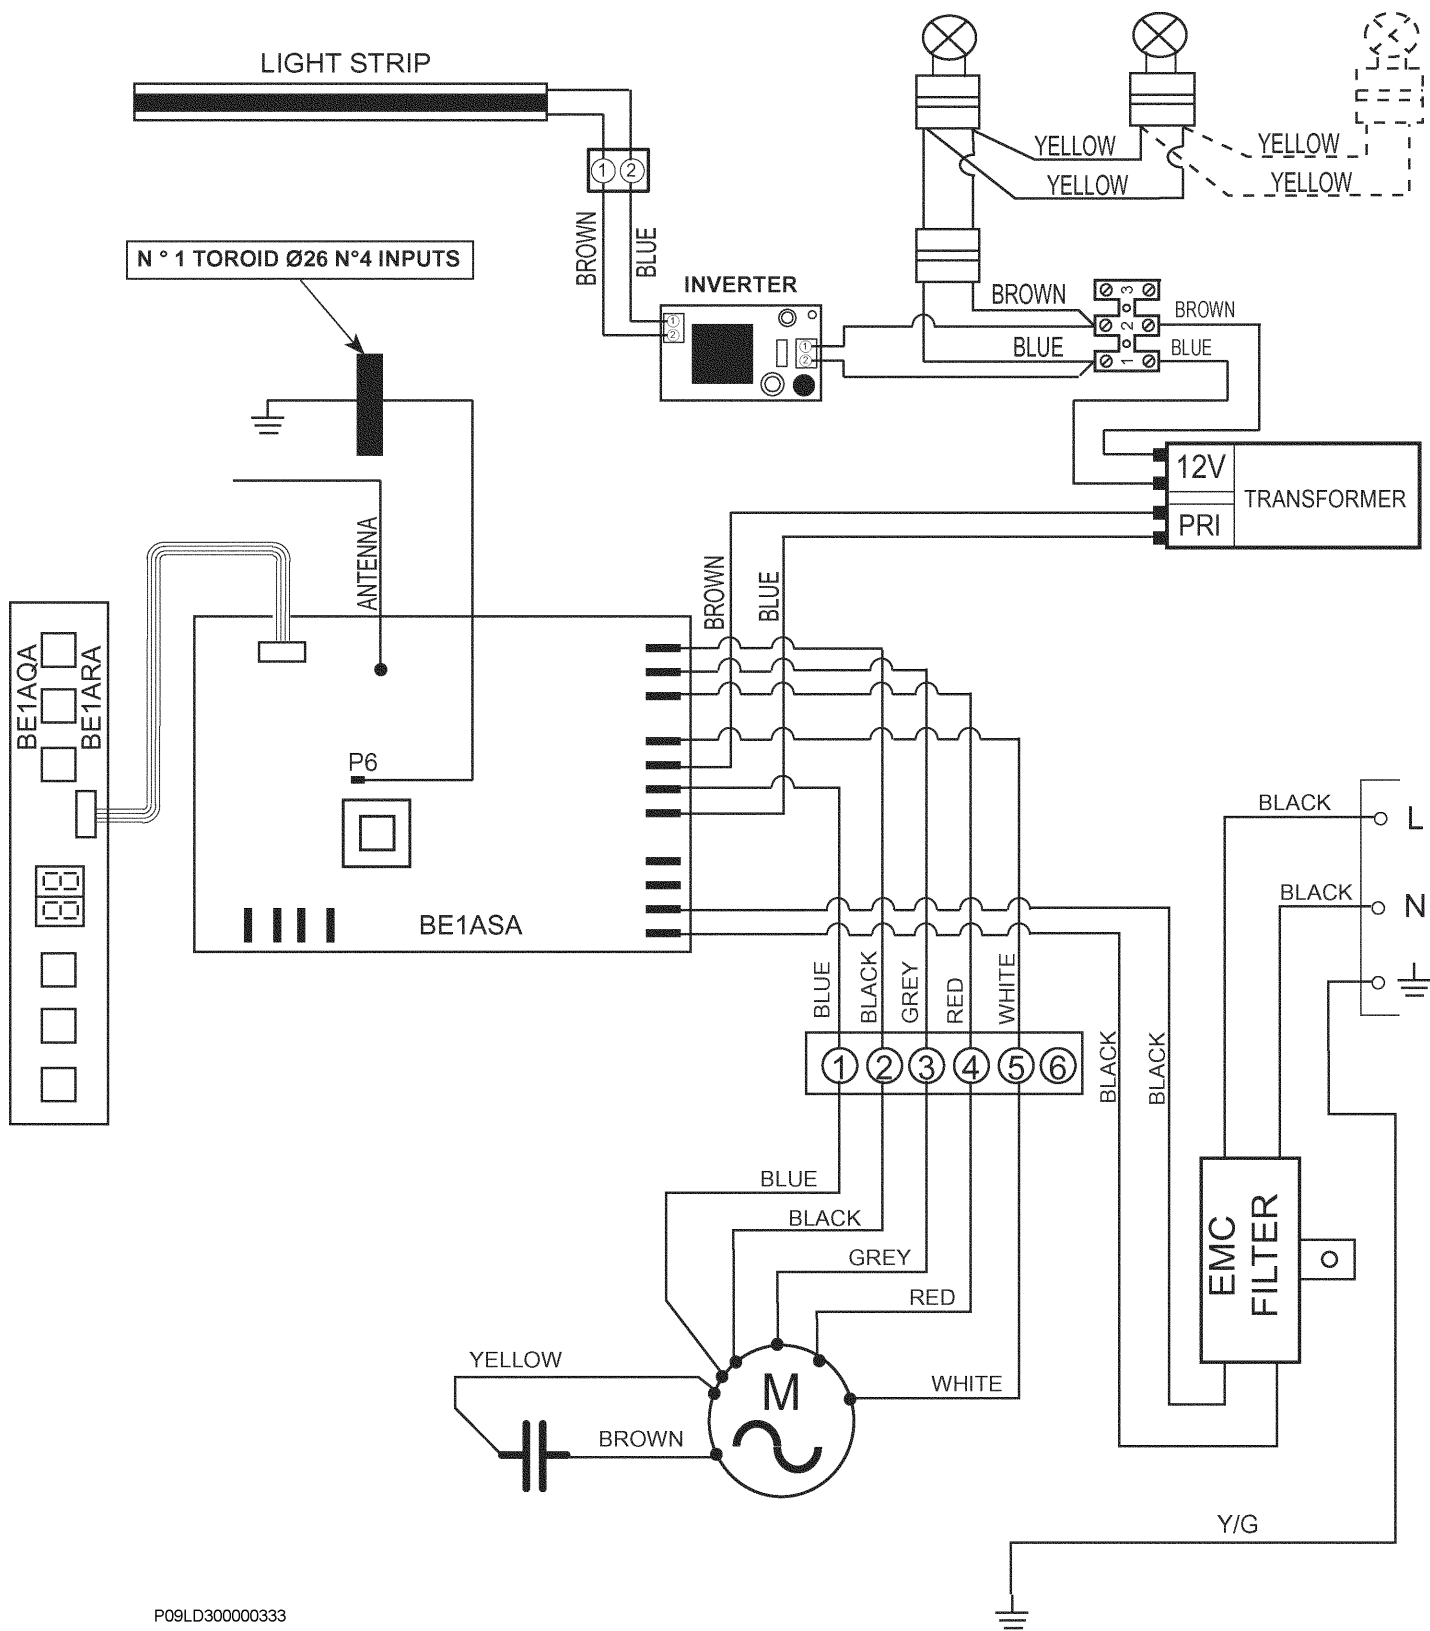 LIGHT STRIP
YELLOW
YELLOW
YELLOW
YELLOW
1 2
BROWN
BLUE
N ° 1 TOROID Ø26 N°4 INPUTS
INVERTER
1
2
1
2
BROWN
BLUE
3
2
1
BROWN
BLUE
12V
PRI
TRANSFORMER
ANTENNA
BROWN
BLUE
BE1AQA
BE1ARA
P6
BE1ASA
BLACK
L
BLACK
N
BLUE
BLACK
GREY
RED
WHITE
1 2 3 4 5 6
BLACK
BLACK
BLUE
BLACK
GREY
RED
WHITE
EMC
FILTER
YELLOW
BROWN
M
Y/G
P09LD300000333